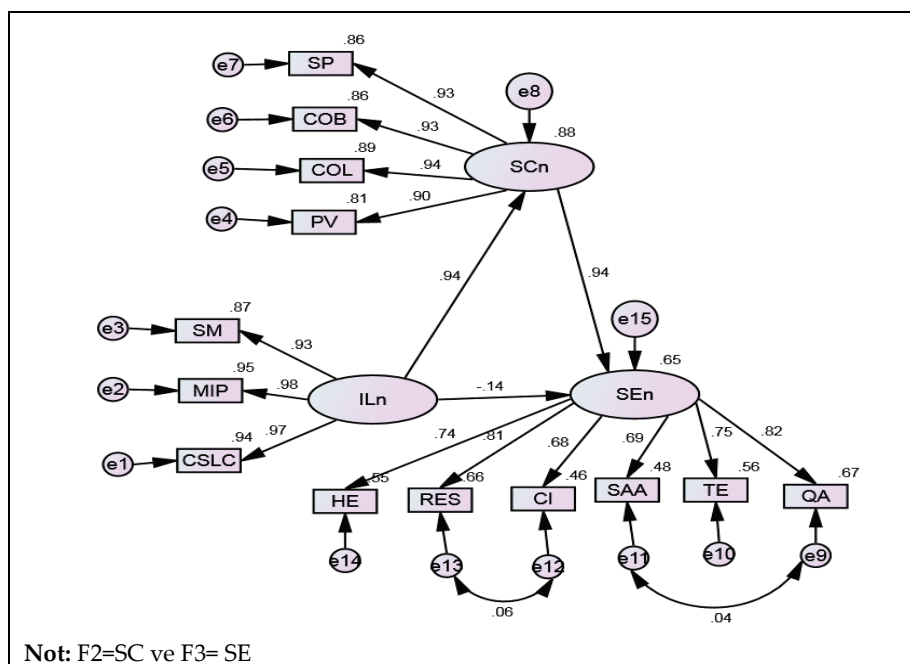 .86
e7 SP
.93
e8
.86
e6 COB
.93
.88
.89
e5 COL
.94
SCn
.81
.90
e4 PV
.94
.94
.87
e3 SM
.93
e15
.95
.65
e2 MIP
.98
ILn
-.14
SEn
.94
.97
e1 CSLC
.74
.81
.68
.69
.75
.82
.55
.66
.46
.48
.56
.67
HE RES CI SAA TE QA
e14 e13 e12 e11 e10 e9
.06
.04
Not: F2=SC ve F3= SE